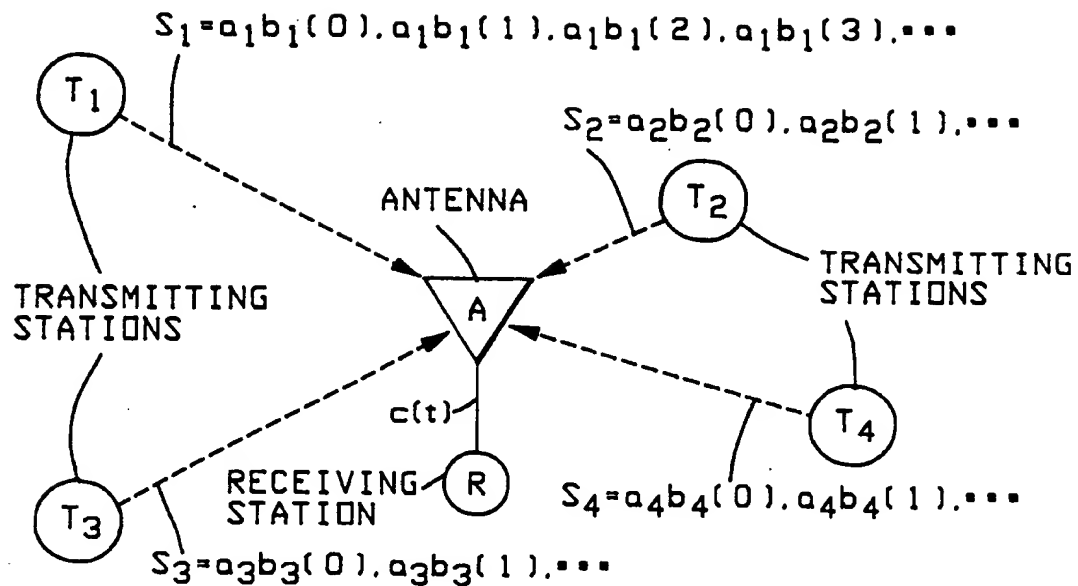 S₁=a₁b₁(0),a₁b₁(1),a₁b₁(2),a₁b₁(3),▪▪▪
T₁
S₂=a₂b₂(0),a₂b₂(1),▪▪▪
ANTENNA
T₂
TRANSMITTING
STATIONS
TRANSMITTING
STATIONS
A
c(t)
T₄
RECEIVING
STATION
R
T₃
S₄=a₄b₄(0),a₄b₄(1),▪▪▪
S₃=a₃b₃(0),a₃b₃(1),▪▪▪